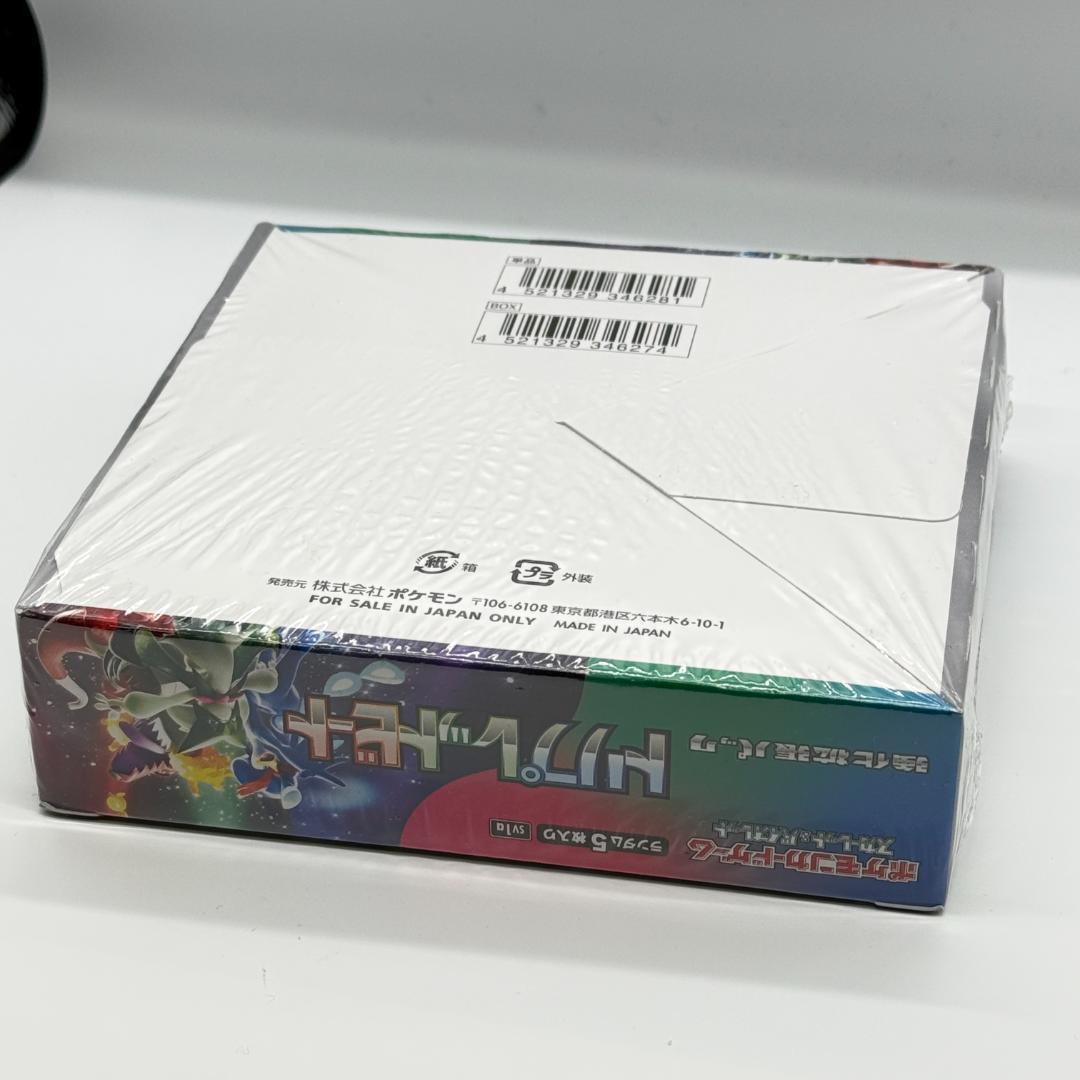 単品
4 521329 346281
BOX
4 521329 346274
紙 箱
プラ 外装
発売元 株式会社 ポケモン 〒106-6108 東京都港区六本木6-10-1
FOR SALE IN JAPAN ONLY MADE IN JAPAN
ポケモンカードゲーム
スカーレット&バイオレット
強化拡張パック
トリプレットビート
ランダム5枚入り
sv1a